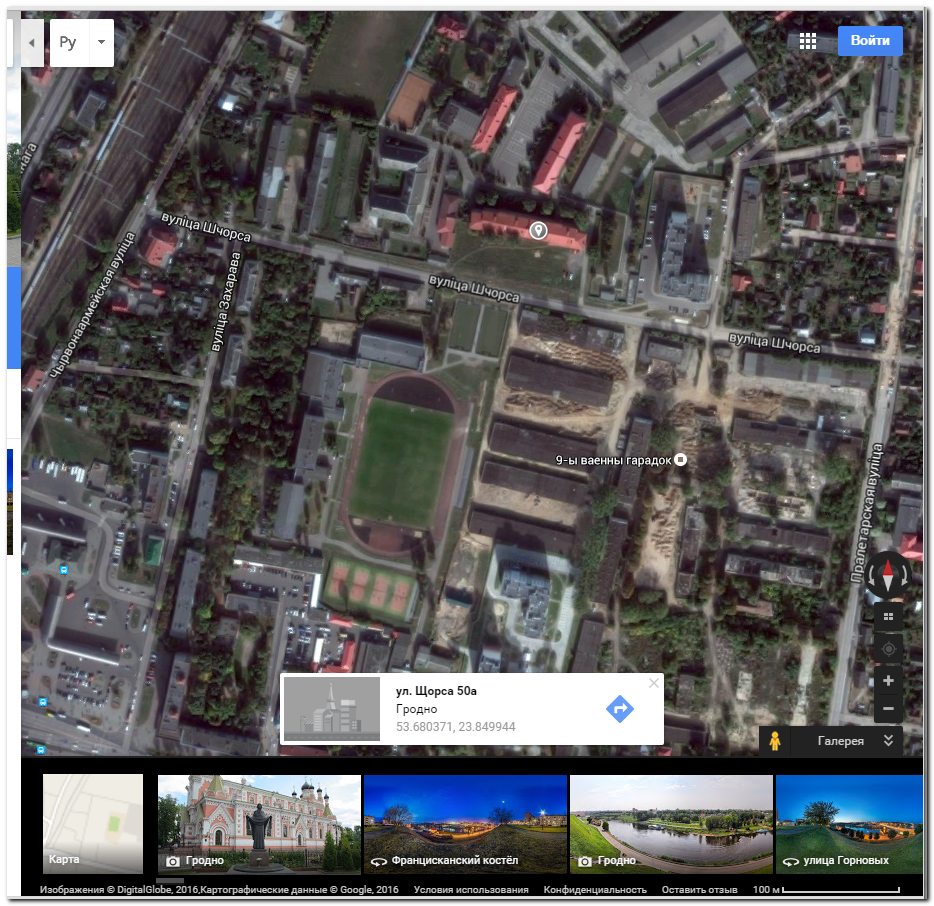 Ру
Войти
нага
вуліца Шчорса
Чырвонаармейская вуліца
вуліца Захарава
вуліца Шчорса
вуліца Шчорса
9-ы ваенны гарадок
Пралетарская вуліца
ул. Щорса 50а
Гродно
53.680371, 23.849944
Галерея
Карта
Гродно
Францисканский костёл
Гродно
улица Горновых
Изображения © DigitalGlobe, 2016,Картографические данные © Google, 2016 Условия использования Конфиденциальность Оставить отзыв 100 м